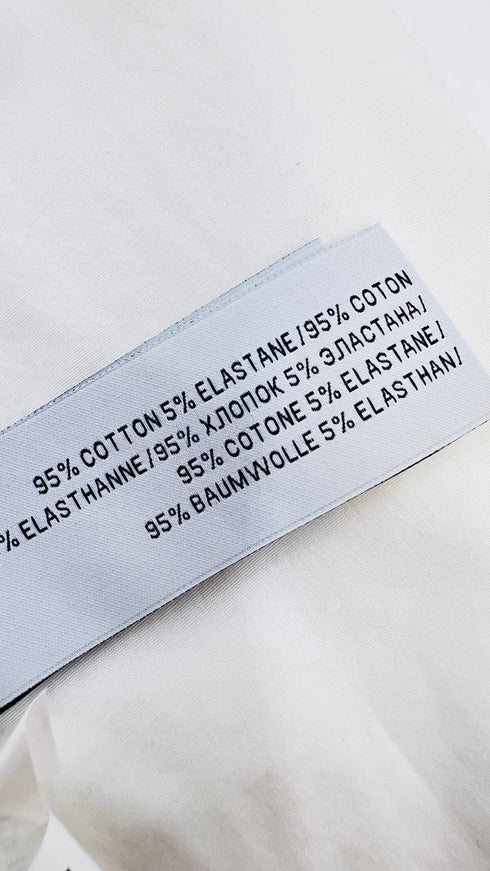 95% COTTON 5% ELASTANE/95% COTON
% ELASTHANNE/95% ХЛОПОК 5% ЭЛАСТАНА/
95% COTONE 5% ELASTANE/
95% BAUMWOLLE 5% ELASTHAN/